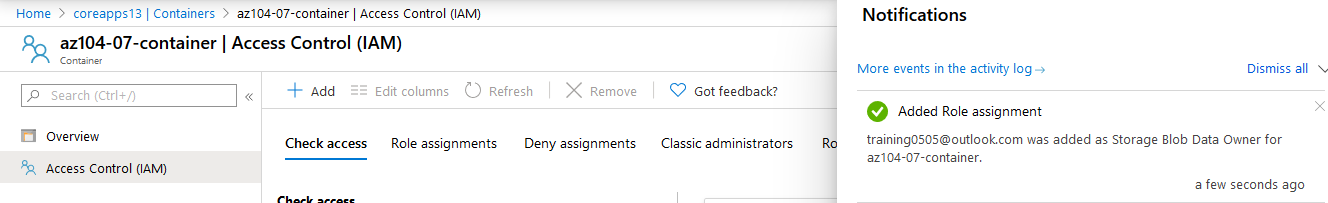 Home > coreapps13 | Containers > az104-07-container | Access Control (IAM)
az104-07-container | Access Control (IAM)
Container
Search (Ctrl+/)
«
Overview
Access Control (IAM)
Add
Edit columns
Refresh
Remove
Got feedback?
Check access
Role assignments
Deny assignments
Classic administrators
Ro
Check access
Notifications
More events in the activity log →
Dismiss all
Added Role assignment
training0505@outlook.com was added as Storage Blob Data Owner for
az104-07-container.
a few seconds ago